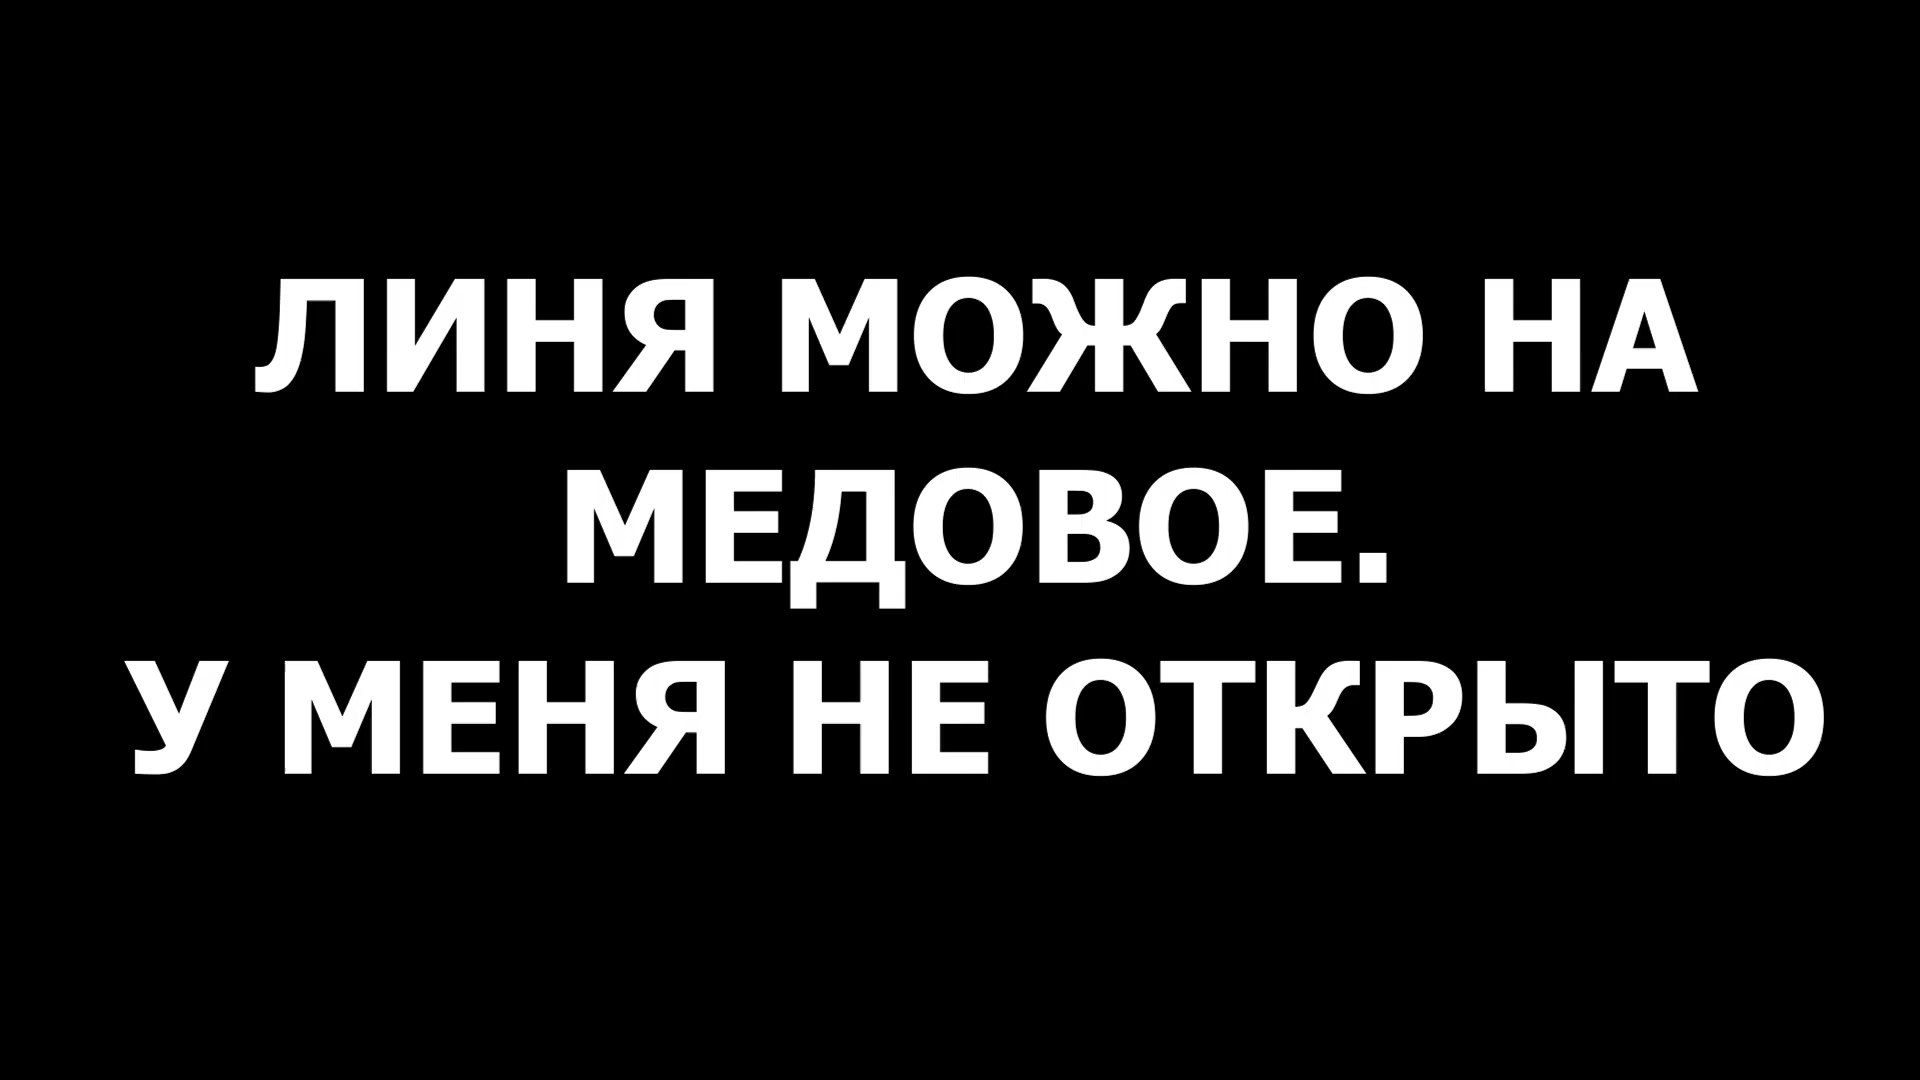 ЛИНЯ МОЖНО НА
МЕДОВОЕ.
У МЕНЯ НЕ ОТКРЫТО